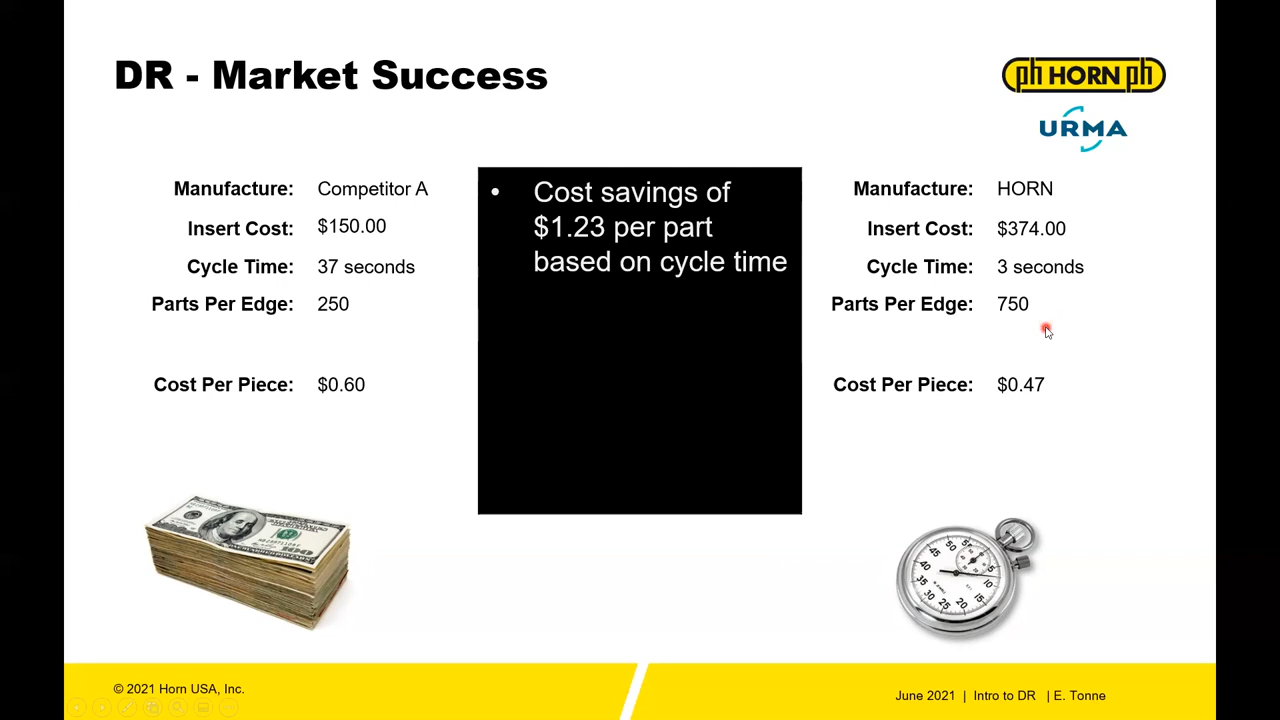 DR - Market Success
ph HORN ph
URMA
Manufacture: Competitor A
Insert Cost: $150.00
Cycle Time: 37 seconds
Parts Per Edge: 250
Cost Per Piece: $0.60
• Cost savings of
$1.23 per part
based on cycle time
Manufacture: HORN
Insert Cost: $374.00
Cycle Time: 3 seconds
Parts Per Edge: 750
Cost Per Piece: $0.47
© 2021 Horn USA, Inc.
June 2021 | Intro to DR | E. Tonne